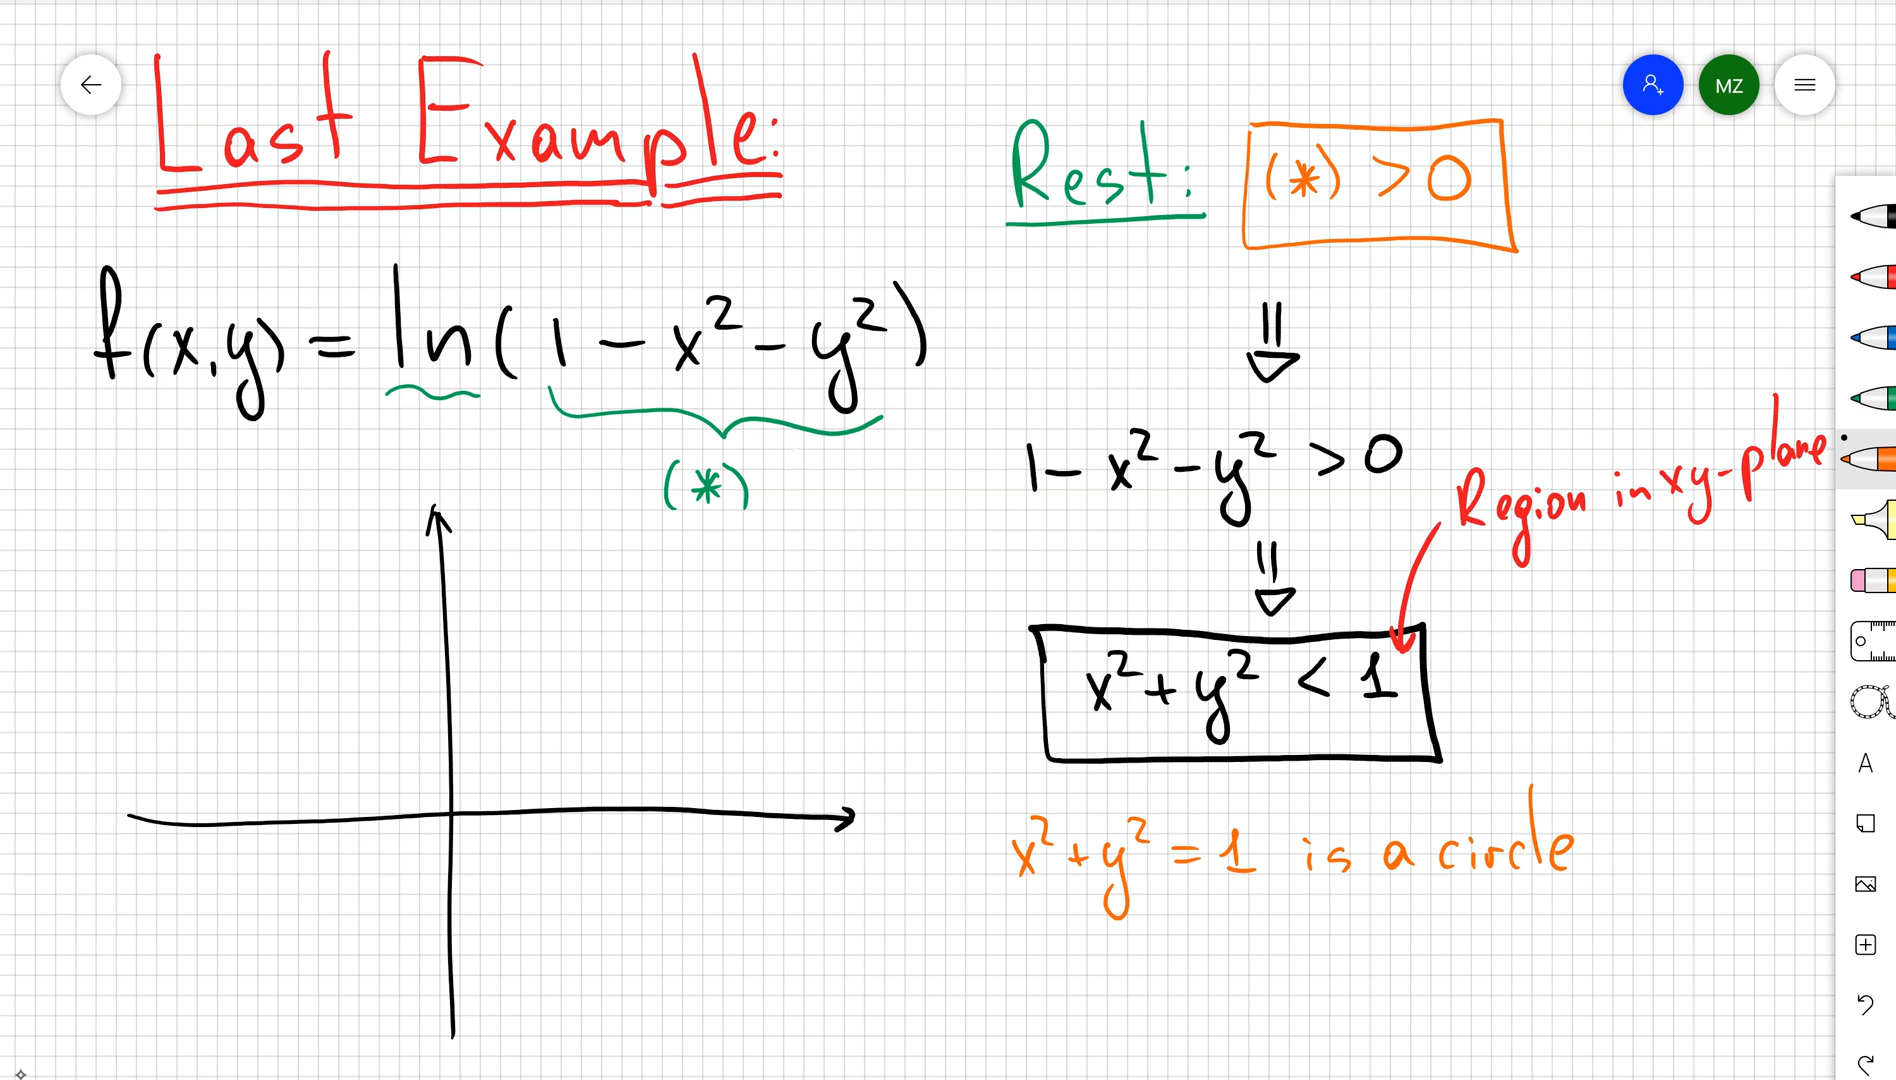 Last Example:
f(x,y) = ln(1 - x² - y²)
(*)
Rest: (*) > 0
1 - x² - y² > 0
Region in xy-plane
x² + y² < 1
x² + y² = 1 is a circle
MZ
A